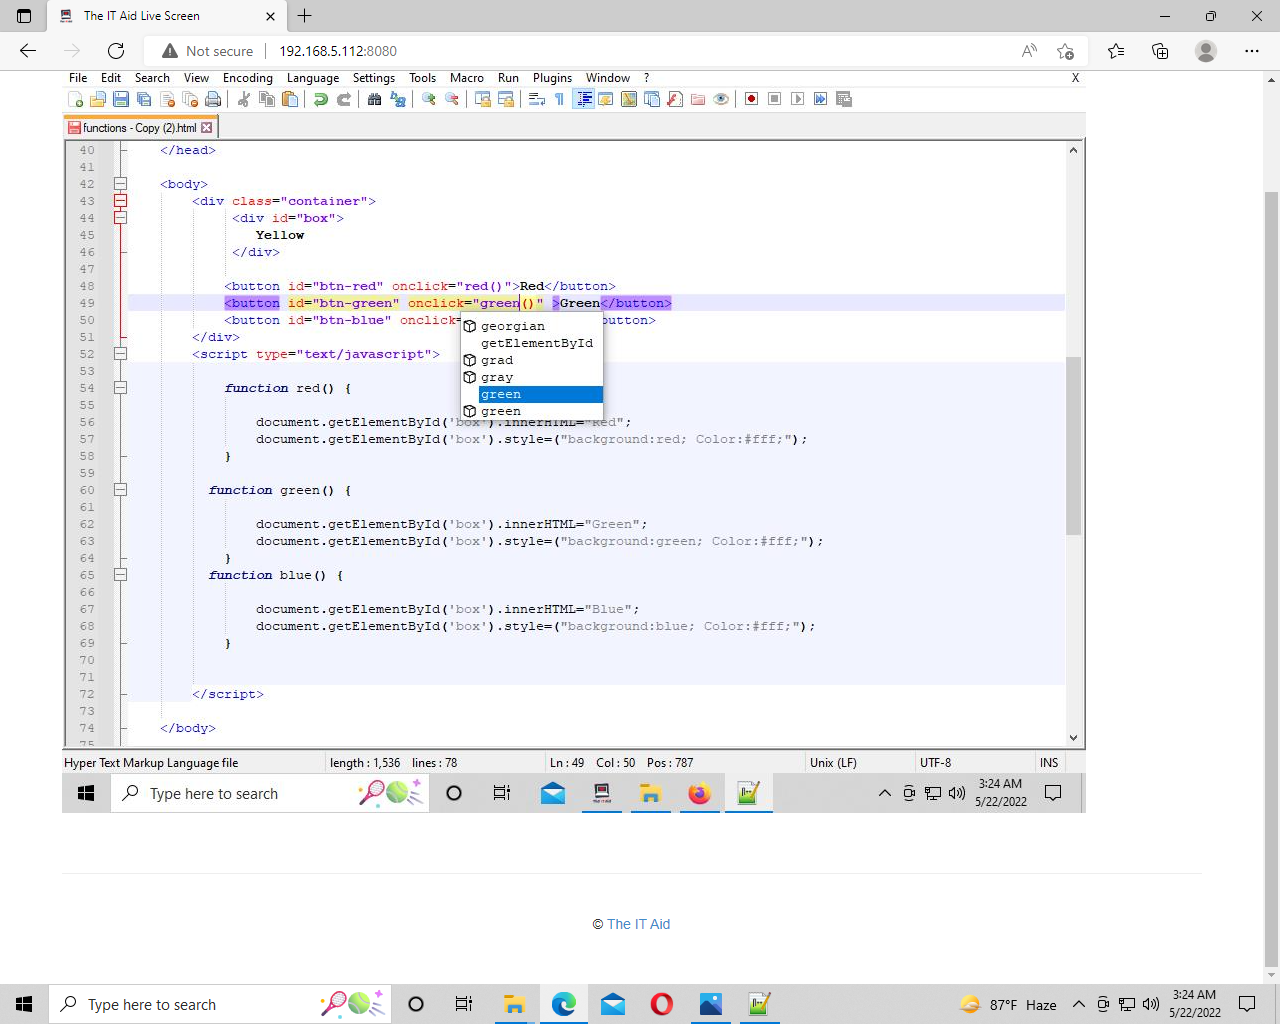 The IT Aid Live Screen
Not secure
192.168.5.112:8080
File Edit Search View Encoding Language Settings Tools Macro Run Plugins Window ? X
functions - Copy (2).html
40 </head>
41
42 <body>
43 <div class="container">
44 <div id="box">
45 Yellow
46 </div>
47
48 <button id="btn-red" onclick="red()">Red</button>
49 <button id="btn-green" onclick="green()" >Green</button>
50 <button id="btn-blue" onclick= button>
georgian
getElementById
grad
gray
green
green
51 </div>
52 <script type="text/javascript">
53
54 function red() {
55
56 document.getElementById('box').innerHTML="Red";
57 document.getElementById('box').style=("background:red; Color:#fff;");
58 }
59
60 function green() {
61
62 document.getElementById('box').innerHTML="Green";
63 document.getElementById('box').style=("background:green; Color:#fff;");
64 }
65 function blue() {
66
67 document.getElementById('box').innerHTML="Blue";
68 document.getElementById('box').style=("background:blue; Color:#fff;");
69 }
70
71
72 </script>
73
74 </body>
75
Hyper Text Markup Language file length : 1,536 lines : 78 Ln : 49 Col : 50 Pos : 787 Unix (LF) UTF-8 INS
Type here to search
3:24 AM
5/22/2022
© The IT Aid
Type here to search
87°F Haze
3:24 AM
5/22/2022